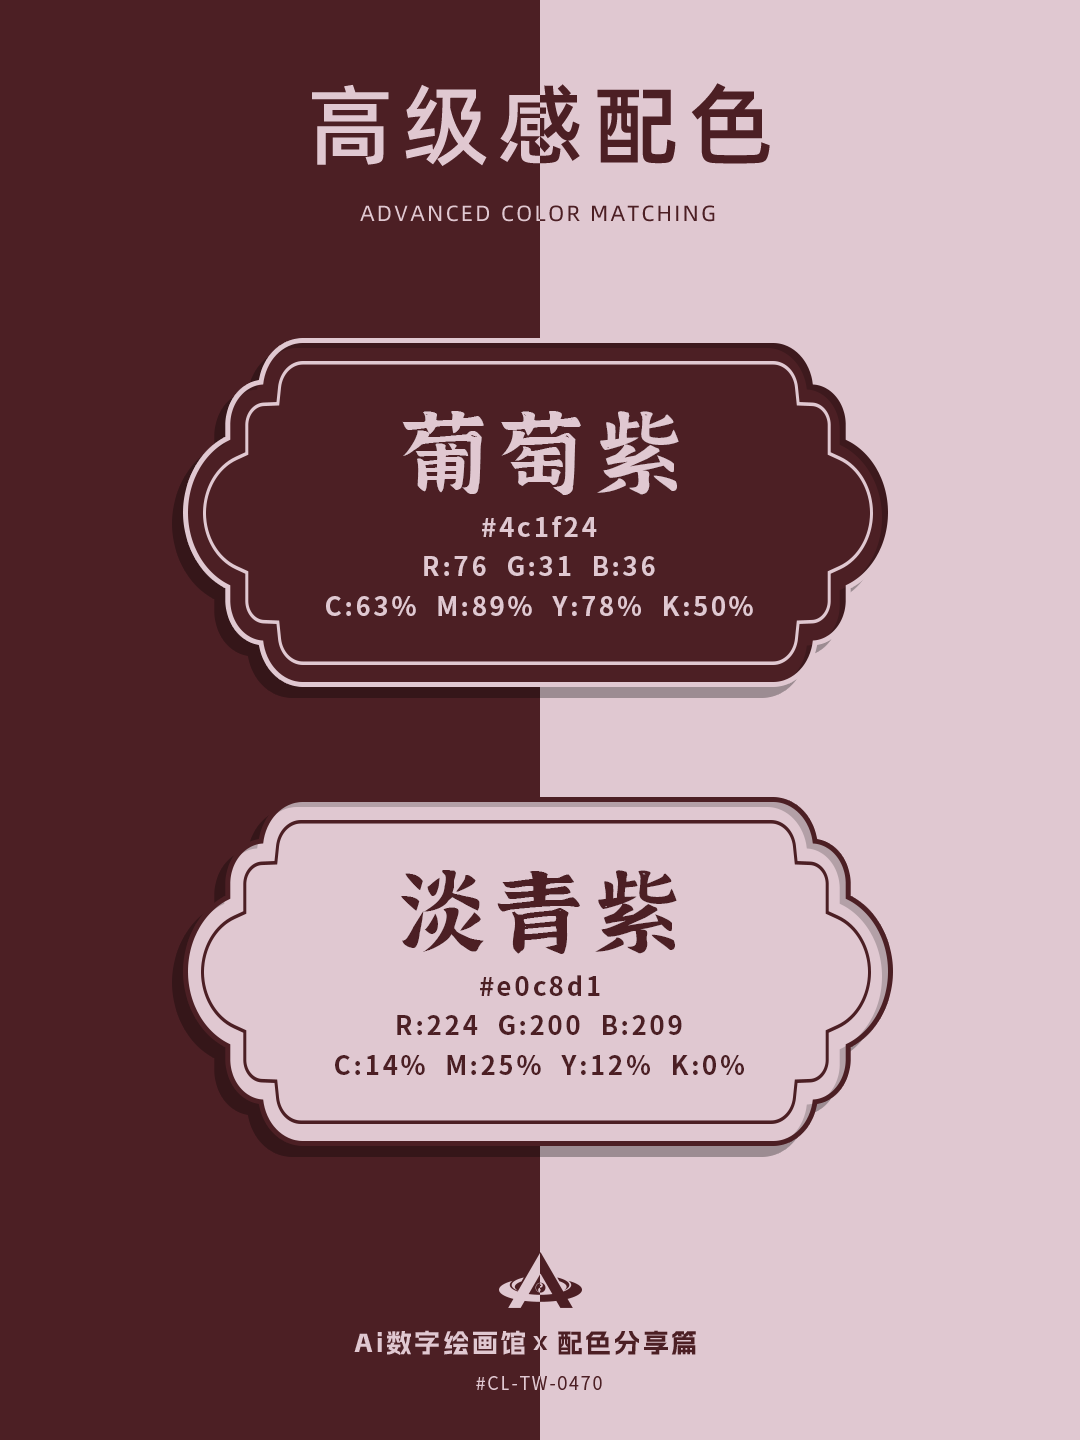 高级感配色
ADVANCED COLOR MATCHING
葡萄紫
#4c1f24
R:76 G:31 B:36
C:63% M:89% Y:78% K:50%
淡青紫
#e0c8d1
R:224 G:200 B:209
C:14% M:25% Y:12% K:0%
Ai数字绘画馆 x 配色分享篇
#CL-TW-0470